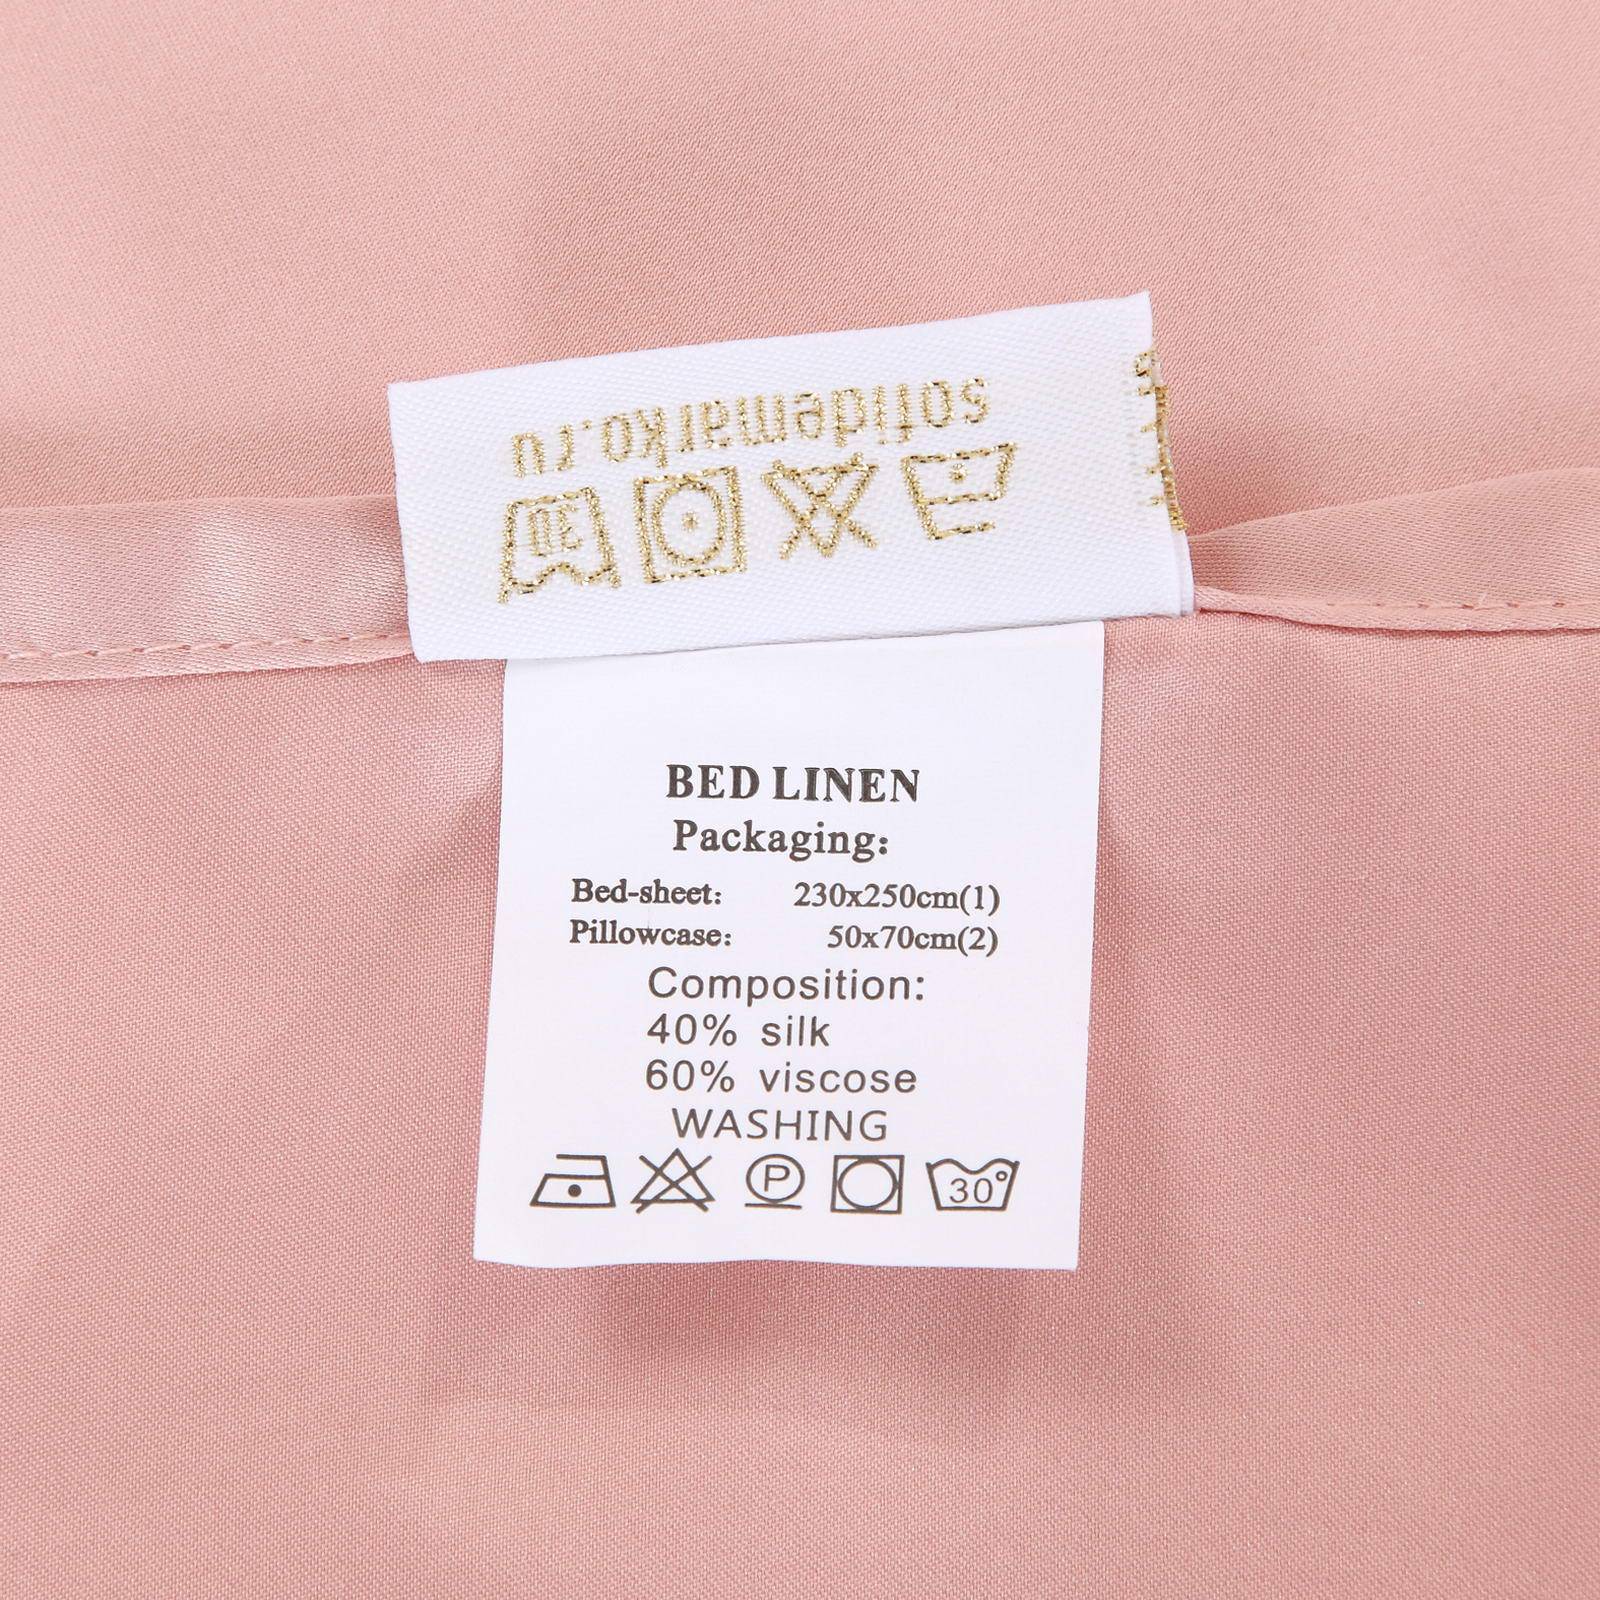 sofidemarko.ru
30
BED LINEN
Packaging:
Bed-sheet: 230x250cm(1)
Pillowcase: 50x70cm(2)
Composition:
40% silk
60% viscose
WASHING
P 30°